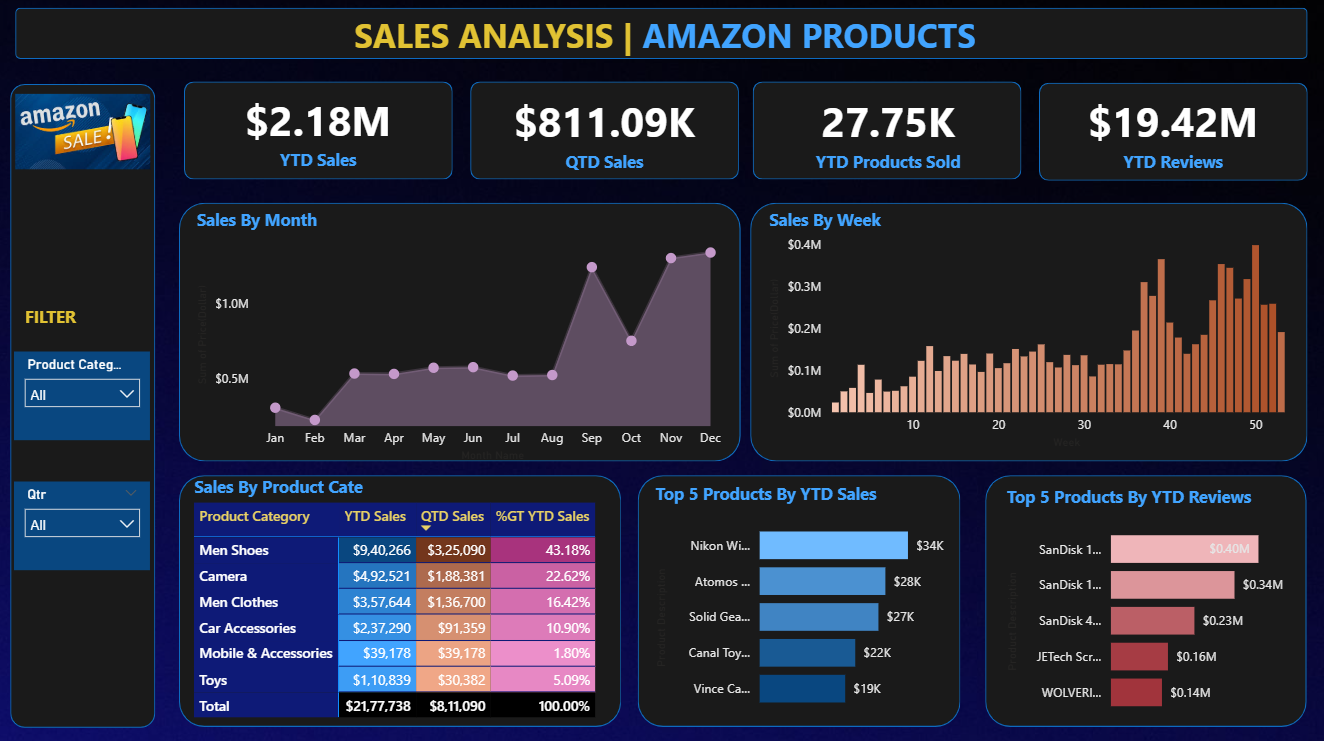 SALES ANALYSIS | AMAZON PRODUCTS
amazon
SALE!
FILTER
Product Categ...
All
Qtr
All
$2.18M
YTD Sales
$811.09K
QTD Sales
27.75K
YTD Products Sold
$19.42M
YTD Reviews
Sales By Month
$1.0M
$0.5M
Jan Feb Mar Apr May Jun Jul Aug Sep Oct Nov Dec
Month Name
Sales By Week
$0.4M
$0.3M
$0.2M
$0.1M
$0.0M
10 20 30 40 50
Week
Sales By Product Cate
Product Category YTD Sales QTD Sales %GT YTD Sales
Men Shoes $9,40,266 $3,25,090 43.18%
Camera $4,92,521 $1,88,381 22.62%
Men Clothes $3,57,644 $1,36,700 16.42%
Car Accessories $2,37,290 $91,359 10.90%
Mobile & Accessories $39,178 $39,178 1.80%
Toys $1,10,839 $30,382 5.09%
Total $21,77,738 $8,11,090 100.00%
Top 5 Products By YTD Sales
Product Description
Nikon Wi... $34K
Atomos ... $28K
Solid Gea... $27K
Canal Toy... $22K
Vince Ca... $19K
Top 5 Products By YTD Reviews
Product Description
SanDisk 1... $0.40M
SanDisk 1... $0.34M
SanDisk 4... $0.23M
JETech Scr... $0.16M
WOLVERI... $0.14M